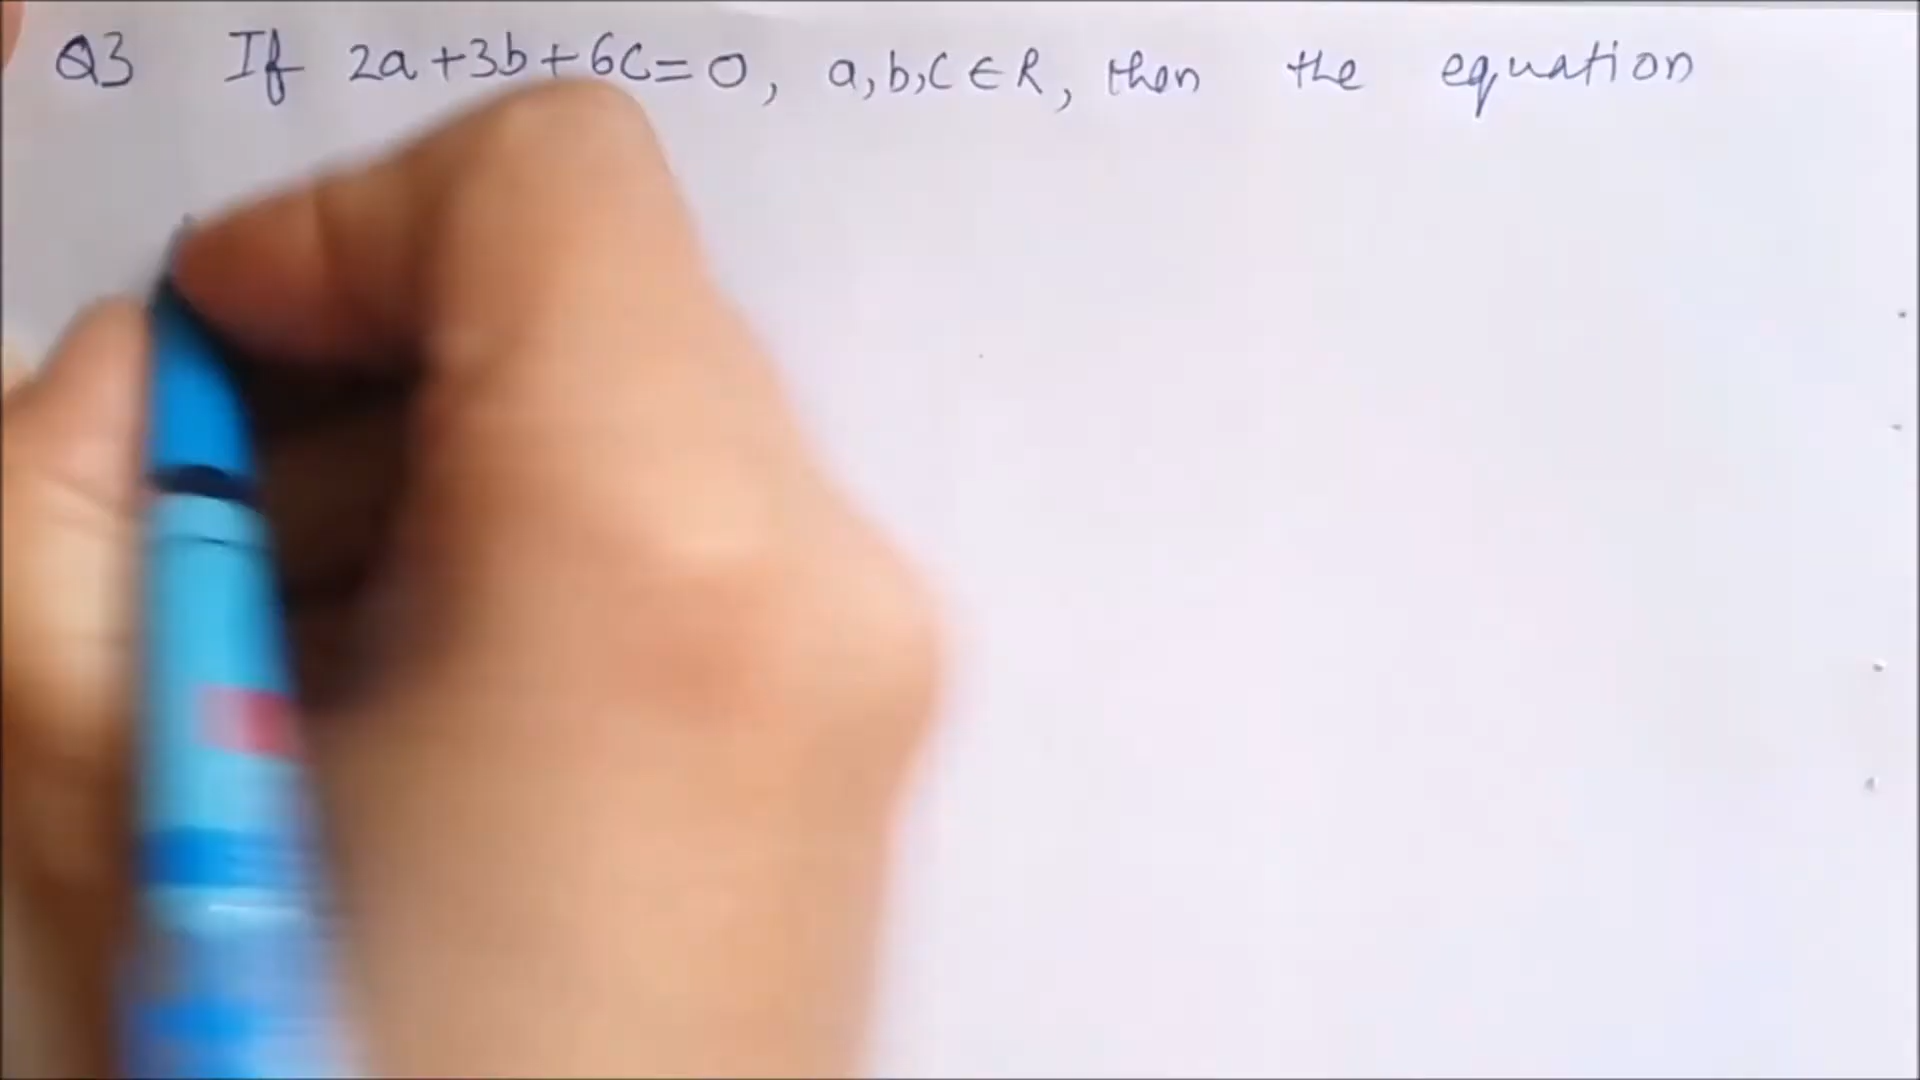 Q3 If 2a+3b+6c=0, a,b,c∈R, then the equation